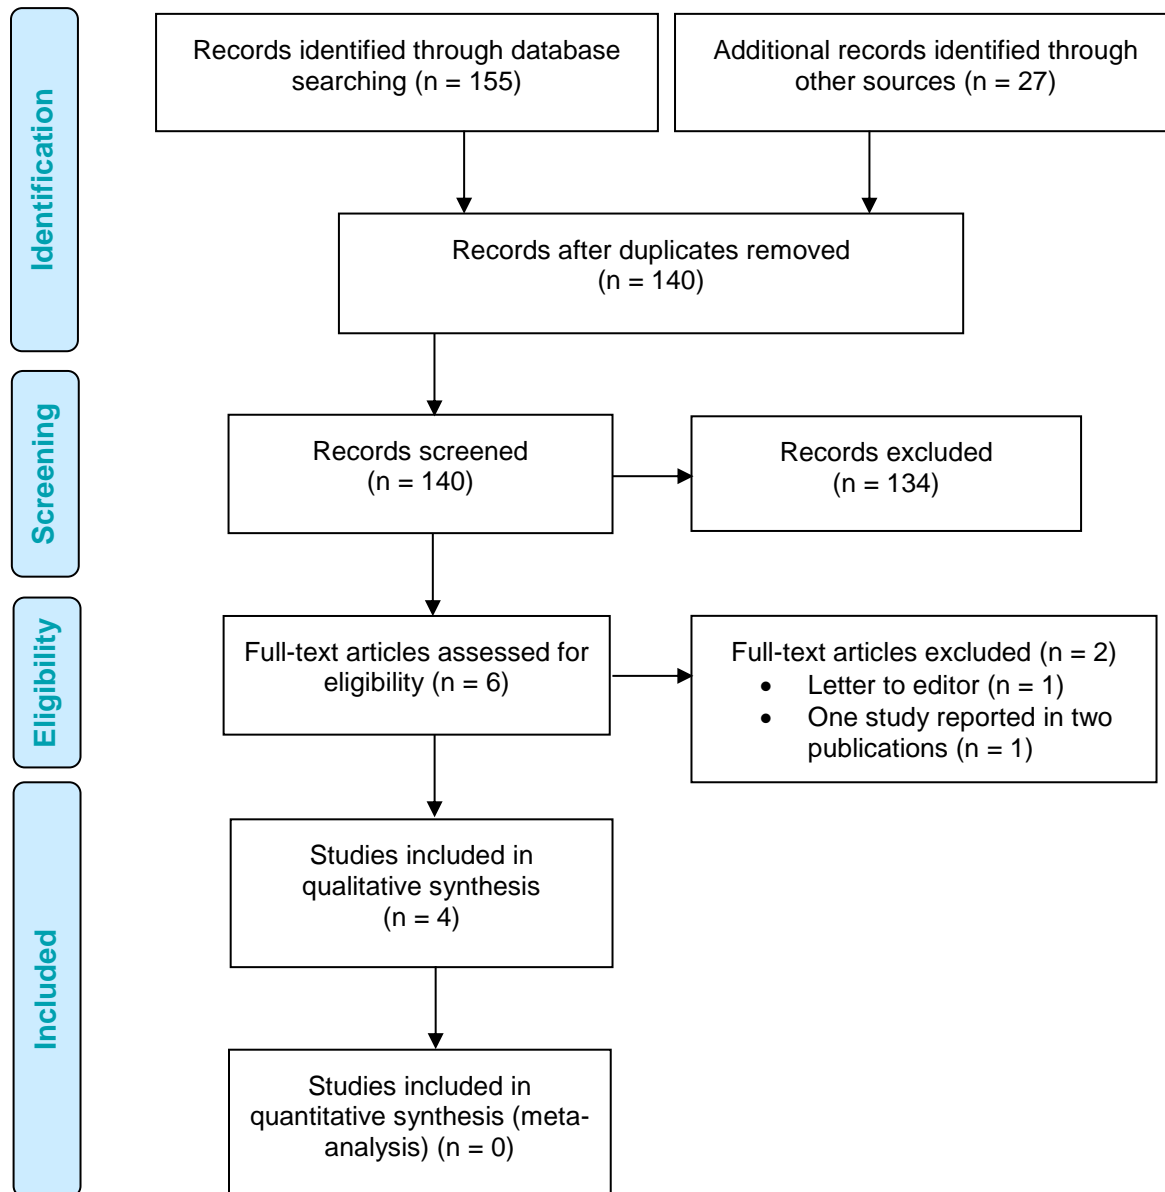 Identification
Records identified through database
searching (n = 155)
Additional records identified through
other sources (n = 27)
Records after duplicates removed
(n = 140)
Screening
Records screened
(n = 140)
Records excluded
(n = 134)
Eligibility
Full-text articles assessed for
eligibility (n = 6)
Full-text articles excluded (n = 2)
• Letter to editor (n = 1)
• One study reported in two
publications (n = 1)
Included
Studies included in
qualitative synthesis
(n = 4)
Studies included in
quantitative synthesis (meta-
analysis) (n = 0)